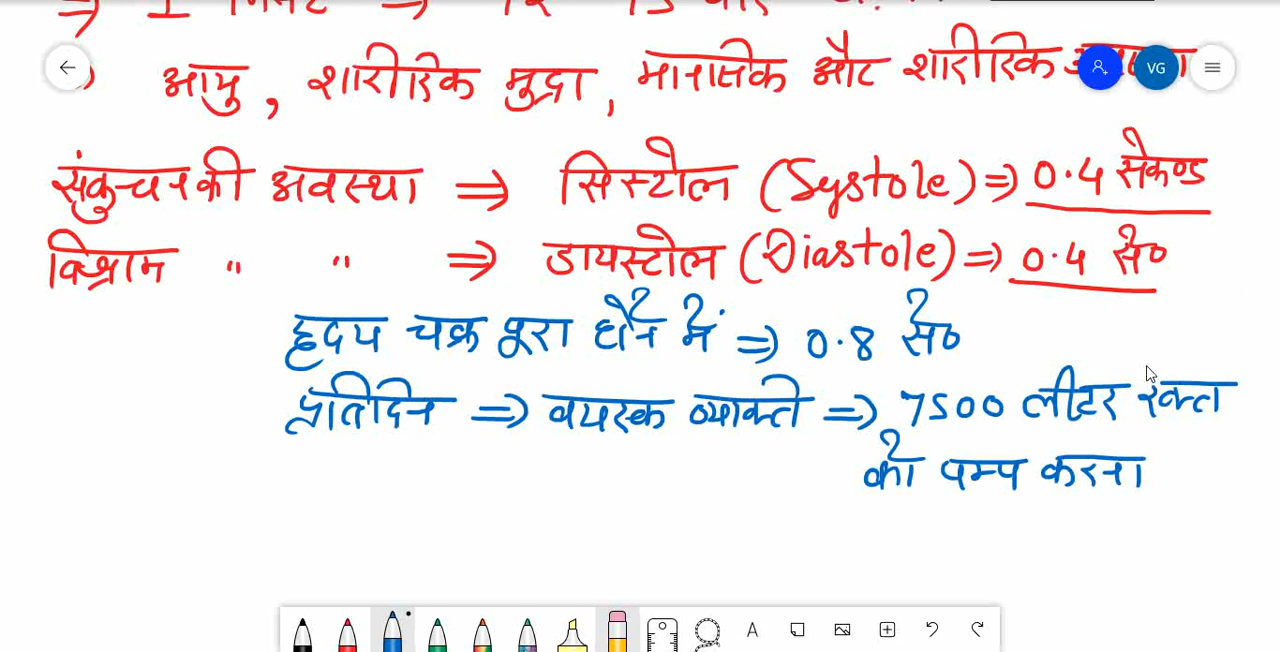 आयु, शारीरिक मुद्रा, मानसिक और शारीरिक
VG
संकुचन की अवस्था ⇒ सिस्टोल (Systole) ⇒ 0.4 सेकण्ड
विश्राम " " ⇒ डायस्टोल (Diastole) ⇒ 0.4 से०
हृदय चक्र पूरा होने में ⇒ 0.8 से०
प्रतिदिन ⇒ वयस्क व्यक्ति ⇒ 7500 लीटर रक्त
को पम्प करना
A